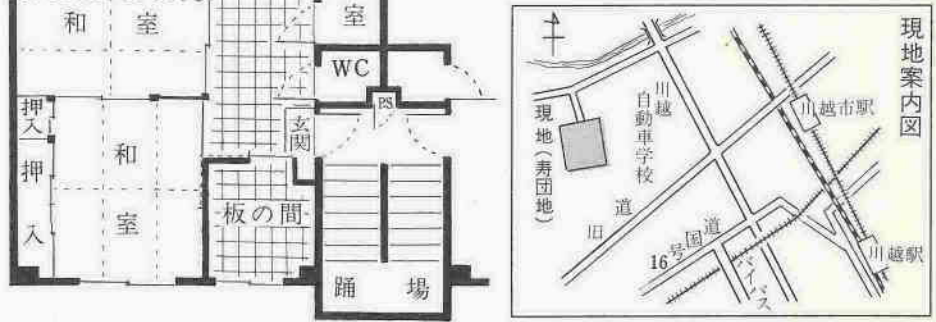 和室
室
WC
PS
玄関
押入
和室
押入
板の間
踊場
現地案内図
川越市駅
川越
自動車学校
現地(寿団地)
旧道
16号国道
バイパス
川越駅